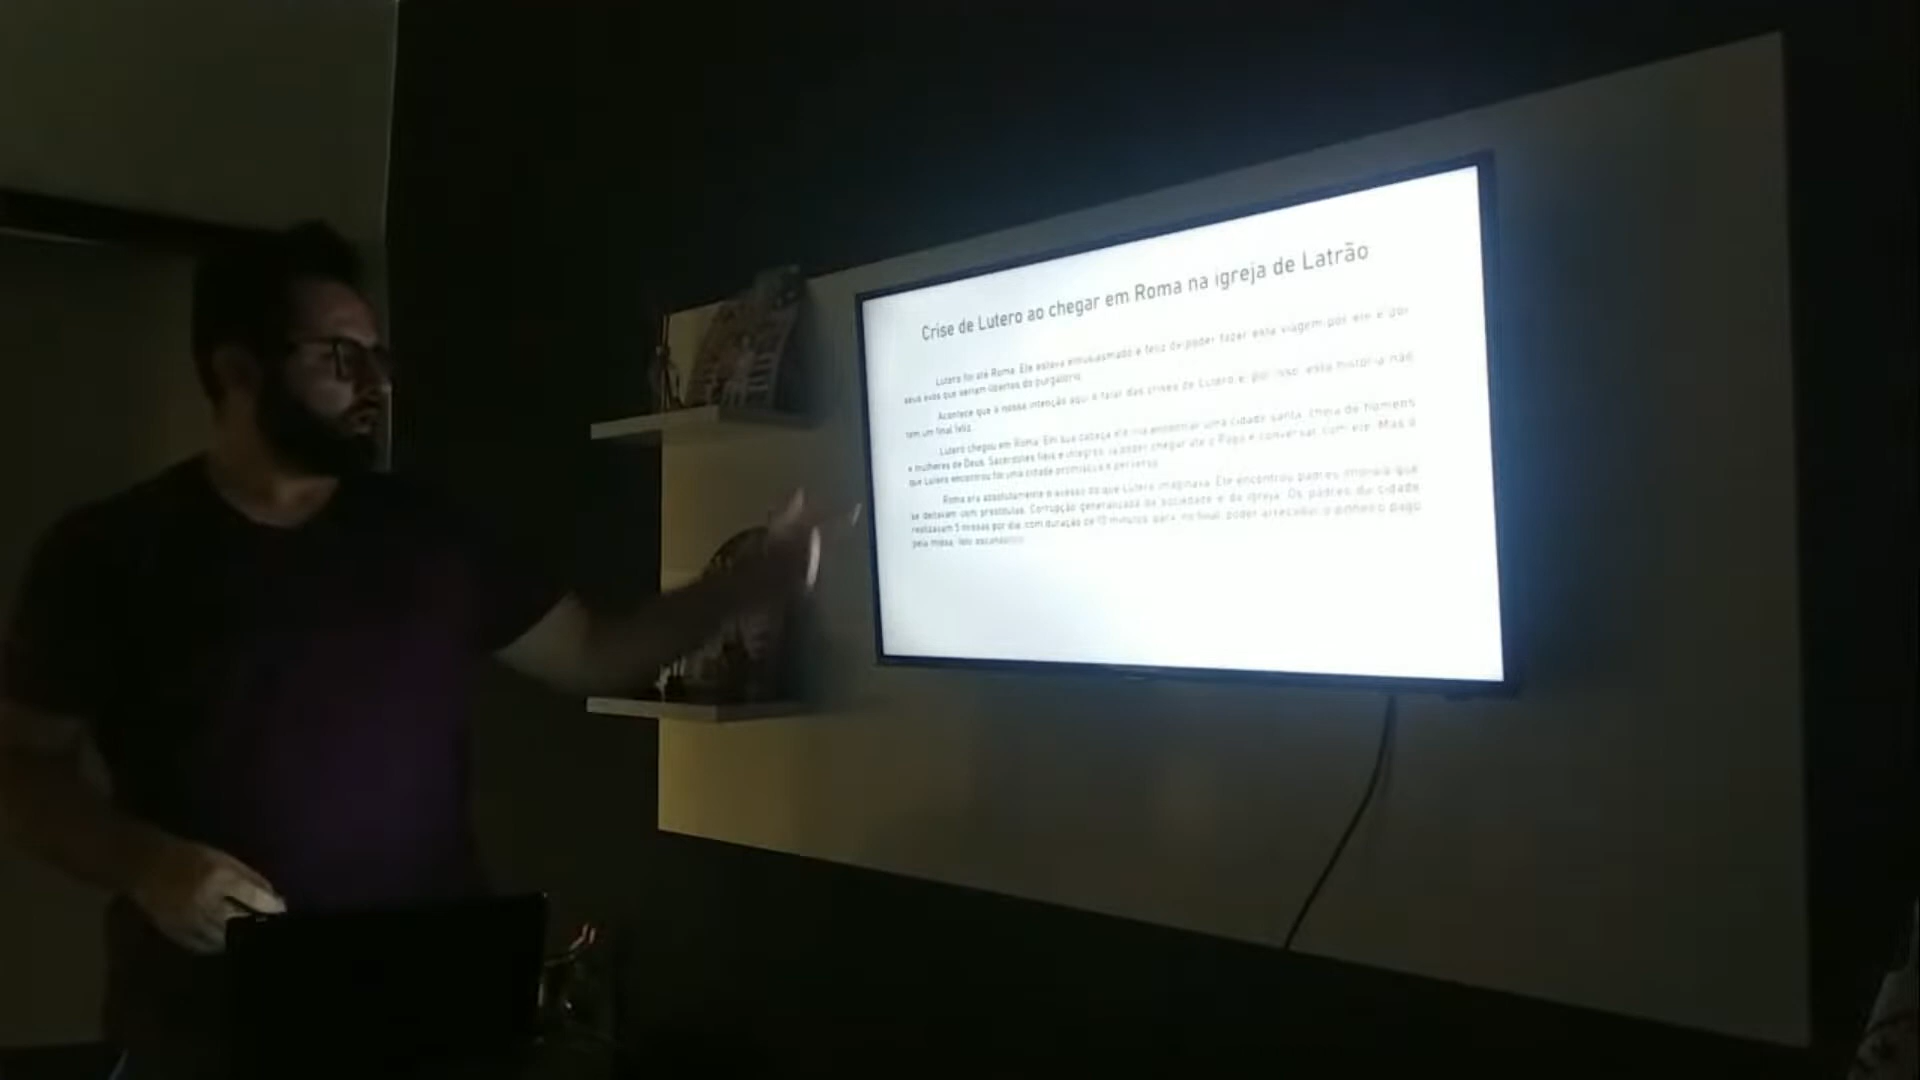 Crise de Lutero ao chegar em Roma na igreja de Latrão
Lutero foi até Roma. Ele estava entusiasmado e feliz de poder fazer esta viagem por ele e por
seus avós que seriam libertos do purgatório.
Acontece que a nossa intenção aqui é falar das crises de Lutero e, por isso, esta história não
tem um final feliz.
Lutero chegou em Roma. Em sua cabeça ele iria encontrar uma cidade santa, cheia de homens
e mulheres de Deus. Sacerdotes fiéis e íntegros. Ia poder chegar até o Papa e conversar com ele. Mas o
que Lutero encontrou foi uma cidade promíscua e perversa.
Roma era absolutamente o avesso do que Lutero imaginava. Ele encontrou padres imorais que
se deitavam com prostitutas. Corrupção generalizada da sociedade e da igreja. Os padres da cidade
realizavam 5 missas por dia, com duração de 10 minutos, para, no final, poder arrecadar o dinheiro pago
pela missa.